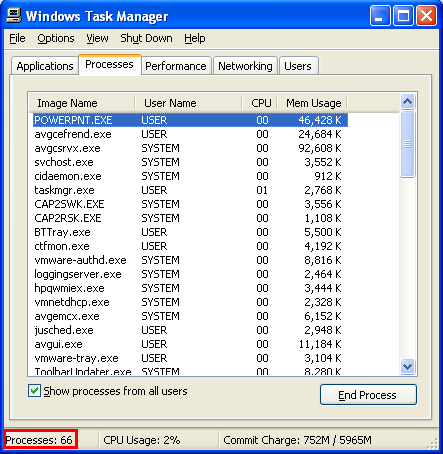 Windows Task Manager
File Options View Shut Down Help
Applications Processes Performance Networking Users
Image Name User Name CPU Mem Usage
POWERPNT.EXE USER 00 46,428 K
avgcefrend.exe USER 00 24,684 K
avgcsrvx.exe SYSTEM 00 92,608 K
svchost.exe SYSTEM 00 3,552 K
cidaemon.exe SYSTEM 00 912 K
taskmgr.exe USER 01 2,768 K
CAP2SWK.EXE SYSTEM 00 3,556 K
CAP2RSK.EXE SYSTEM 00 1,108 K
BTTray.exe USER 00 5,500 K
ctfmon.exe USER 00 4,192 K
vmware-authd.exe SYSTEM 00 8,816 K
loggingserver.exe SYSTEM 00 2,464 K
hpqwmiex.exe SYSTEM 00 3,444 K
vmnetdhcp.exe SYSTEM 00 2,328 K
avgemcx.exe SYSTEM 00 6,152 K
jusched.exe USER 00 2,948 K
avgui.exe USER 00 11,184 K
vmware-tray.exe USER 00 3,104 K
ToolbarUpdater.exe SYSTEM 00 8,280 K
Show processes from all users
End Process
Processes: 66 CPU Usage: 2% Commit Charge: 752M / 5965M